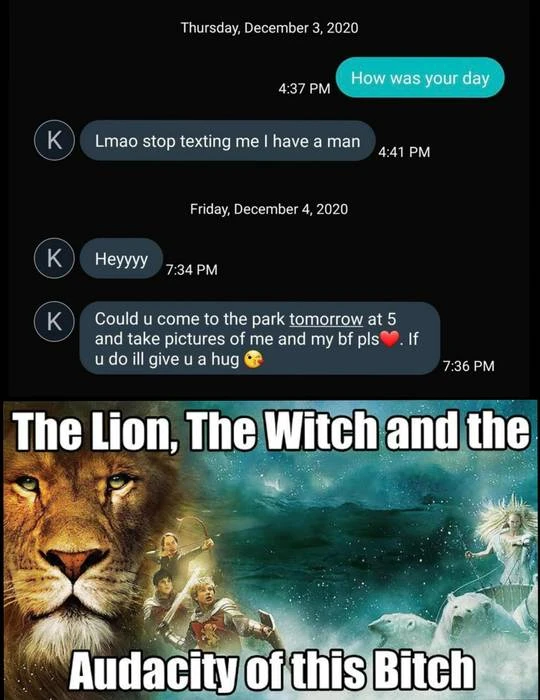 Thursday, December 3, 2020
How was your day
4:37 PM
K
Lmao stop texting me I have a man
4:41 PM
Friday, December 4, 2020
K
Heyyyy
7:34 PM
K
Could u come to the park tomorrow at 5
and take pictures of me and my bf pls❤️. If
u do ill give u a hug 😘
7:36 PM
The Lion, The Witch and the
Audacity of this Bitch